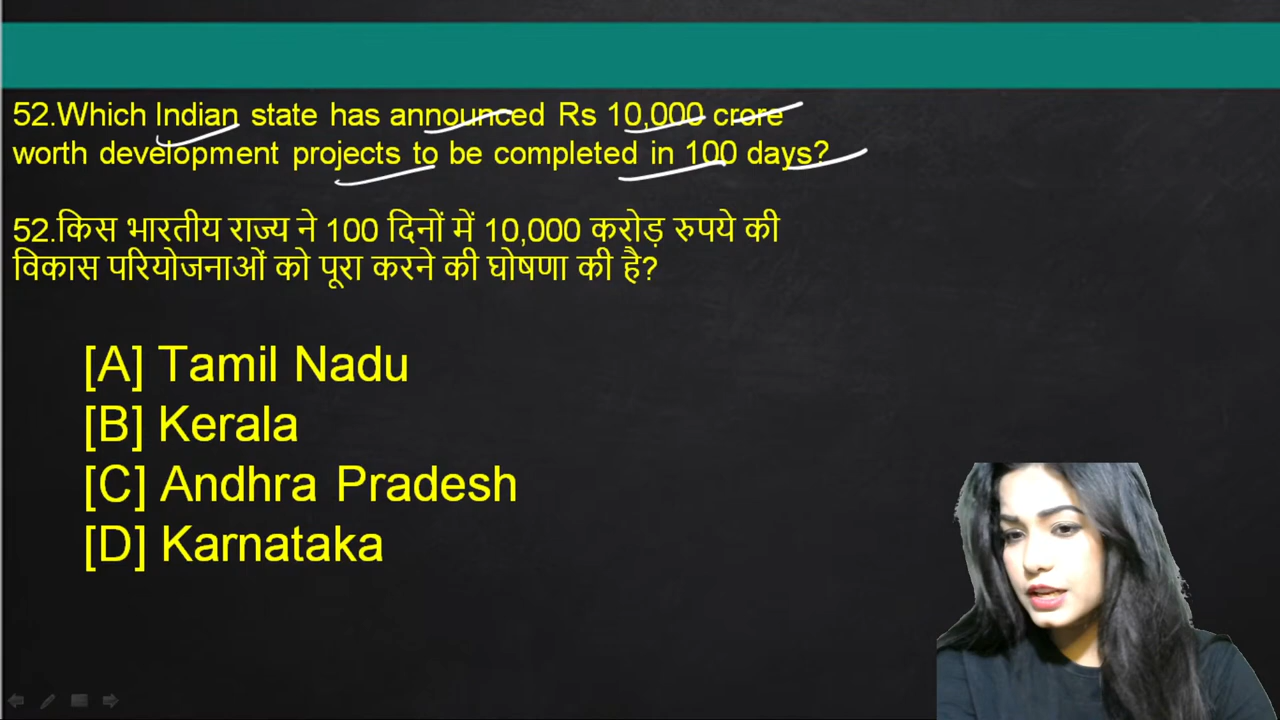 52.Which Indian state has announced Rs 10,000 crore
worth development projects to be completed in 100 days?
52.किस भारतीय राज्य ने 100 दिनों में 10,000 करोड़ रुपये की
विकास परियोजनाओं को पूरा करने की घोषणा की है?
[A] Tamil Nadu
[B] Kerala
[C] Andhra Pradesh
[D] Karnataka